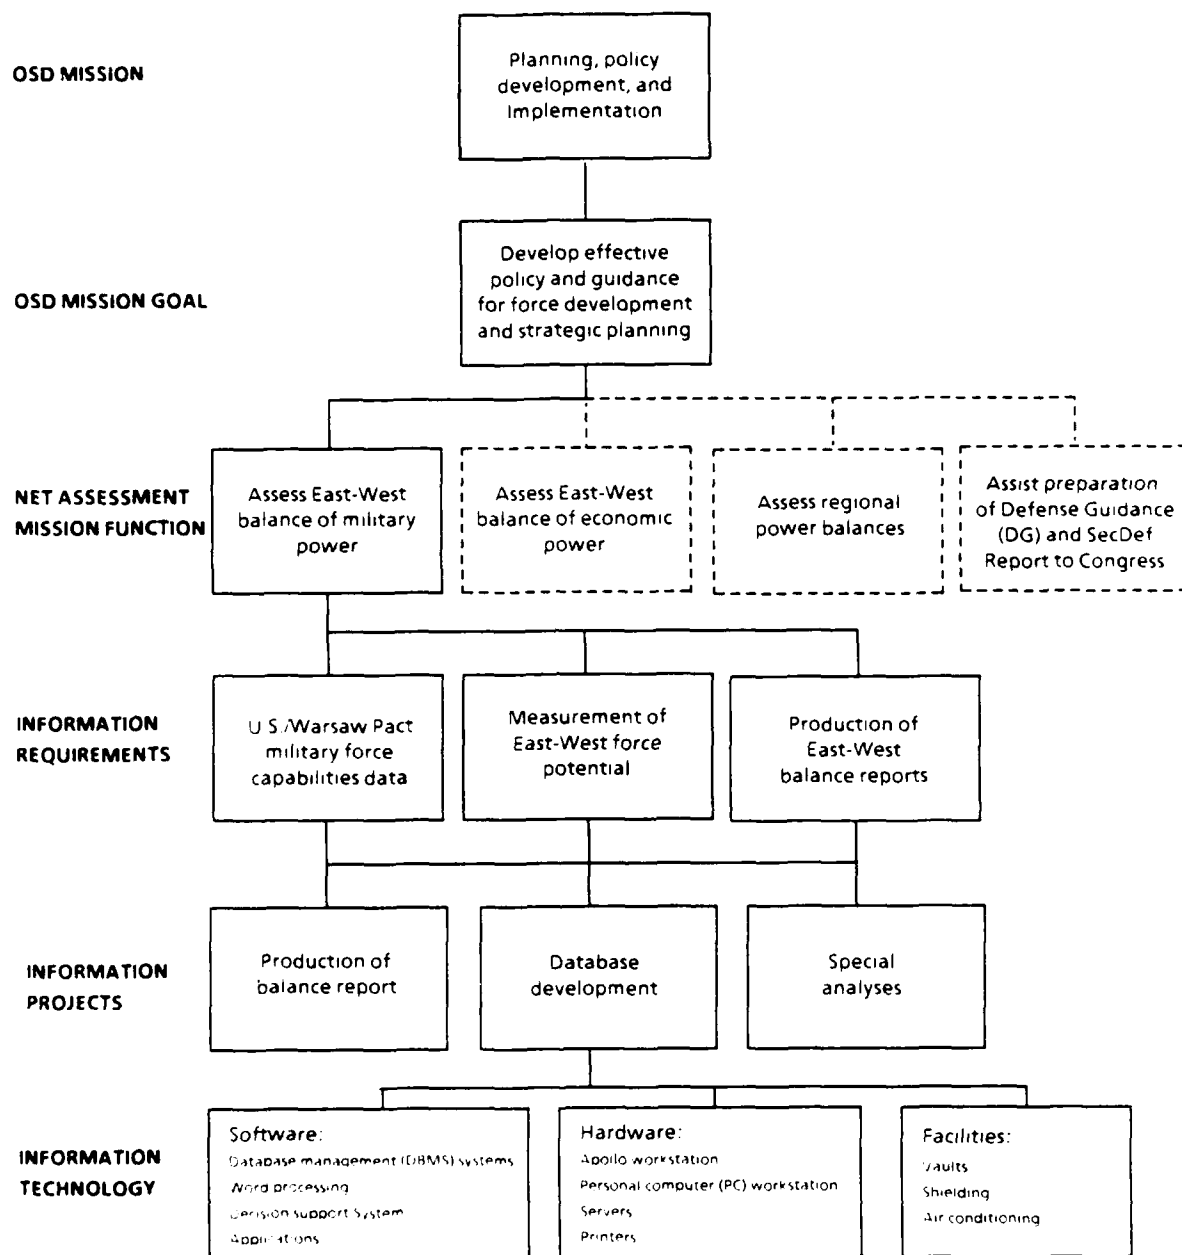 OSD MISSION
Planning, policy
development, and
Implementation
OSD MISSION GOAL
Develop effective
policy and guidance
for force development
and strategic planning
NET ASSESSMENT
MISSION FUNCTION
Assess East-West
balance of military
power
Assess East-West
balance of economic
power
Assess regional
power balances
Assist preparation
of Defense Guidance
(DG) and SecDef
Report to Congress
INFORMATION
REQUIREMENTS
U.S./Warsaw Pact
military force
capabilities data
Measurement of
East-West force
potential
Production of
East-West
balance reports
INFORMATION
PROJECTS
Production of
balance report
Database
development
Special
analyses
INFORMATION
TECHNOLOGY
Software:
Database management (DBMS) systems
Word processing
Decision support System
Applications
Hardware:
Apollo workstation
Personal computer (PC) workstation
Servers
Printers
Facilities:
Vaults
Shielding
Air conditioning